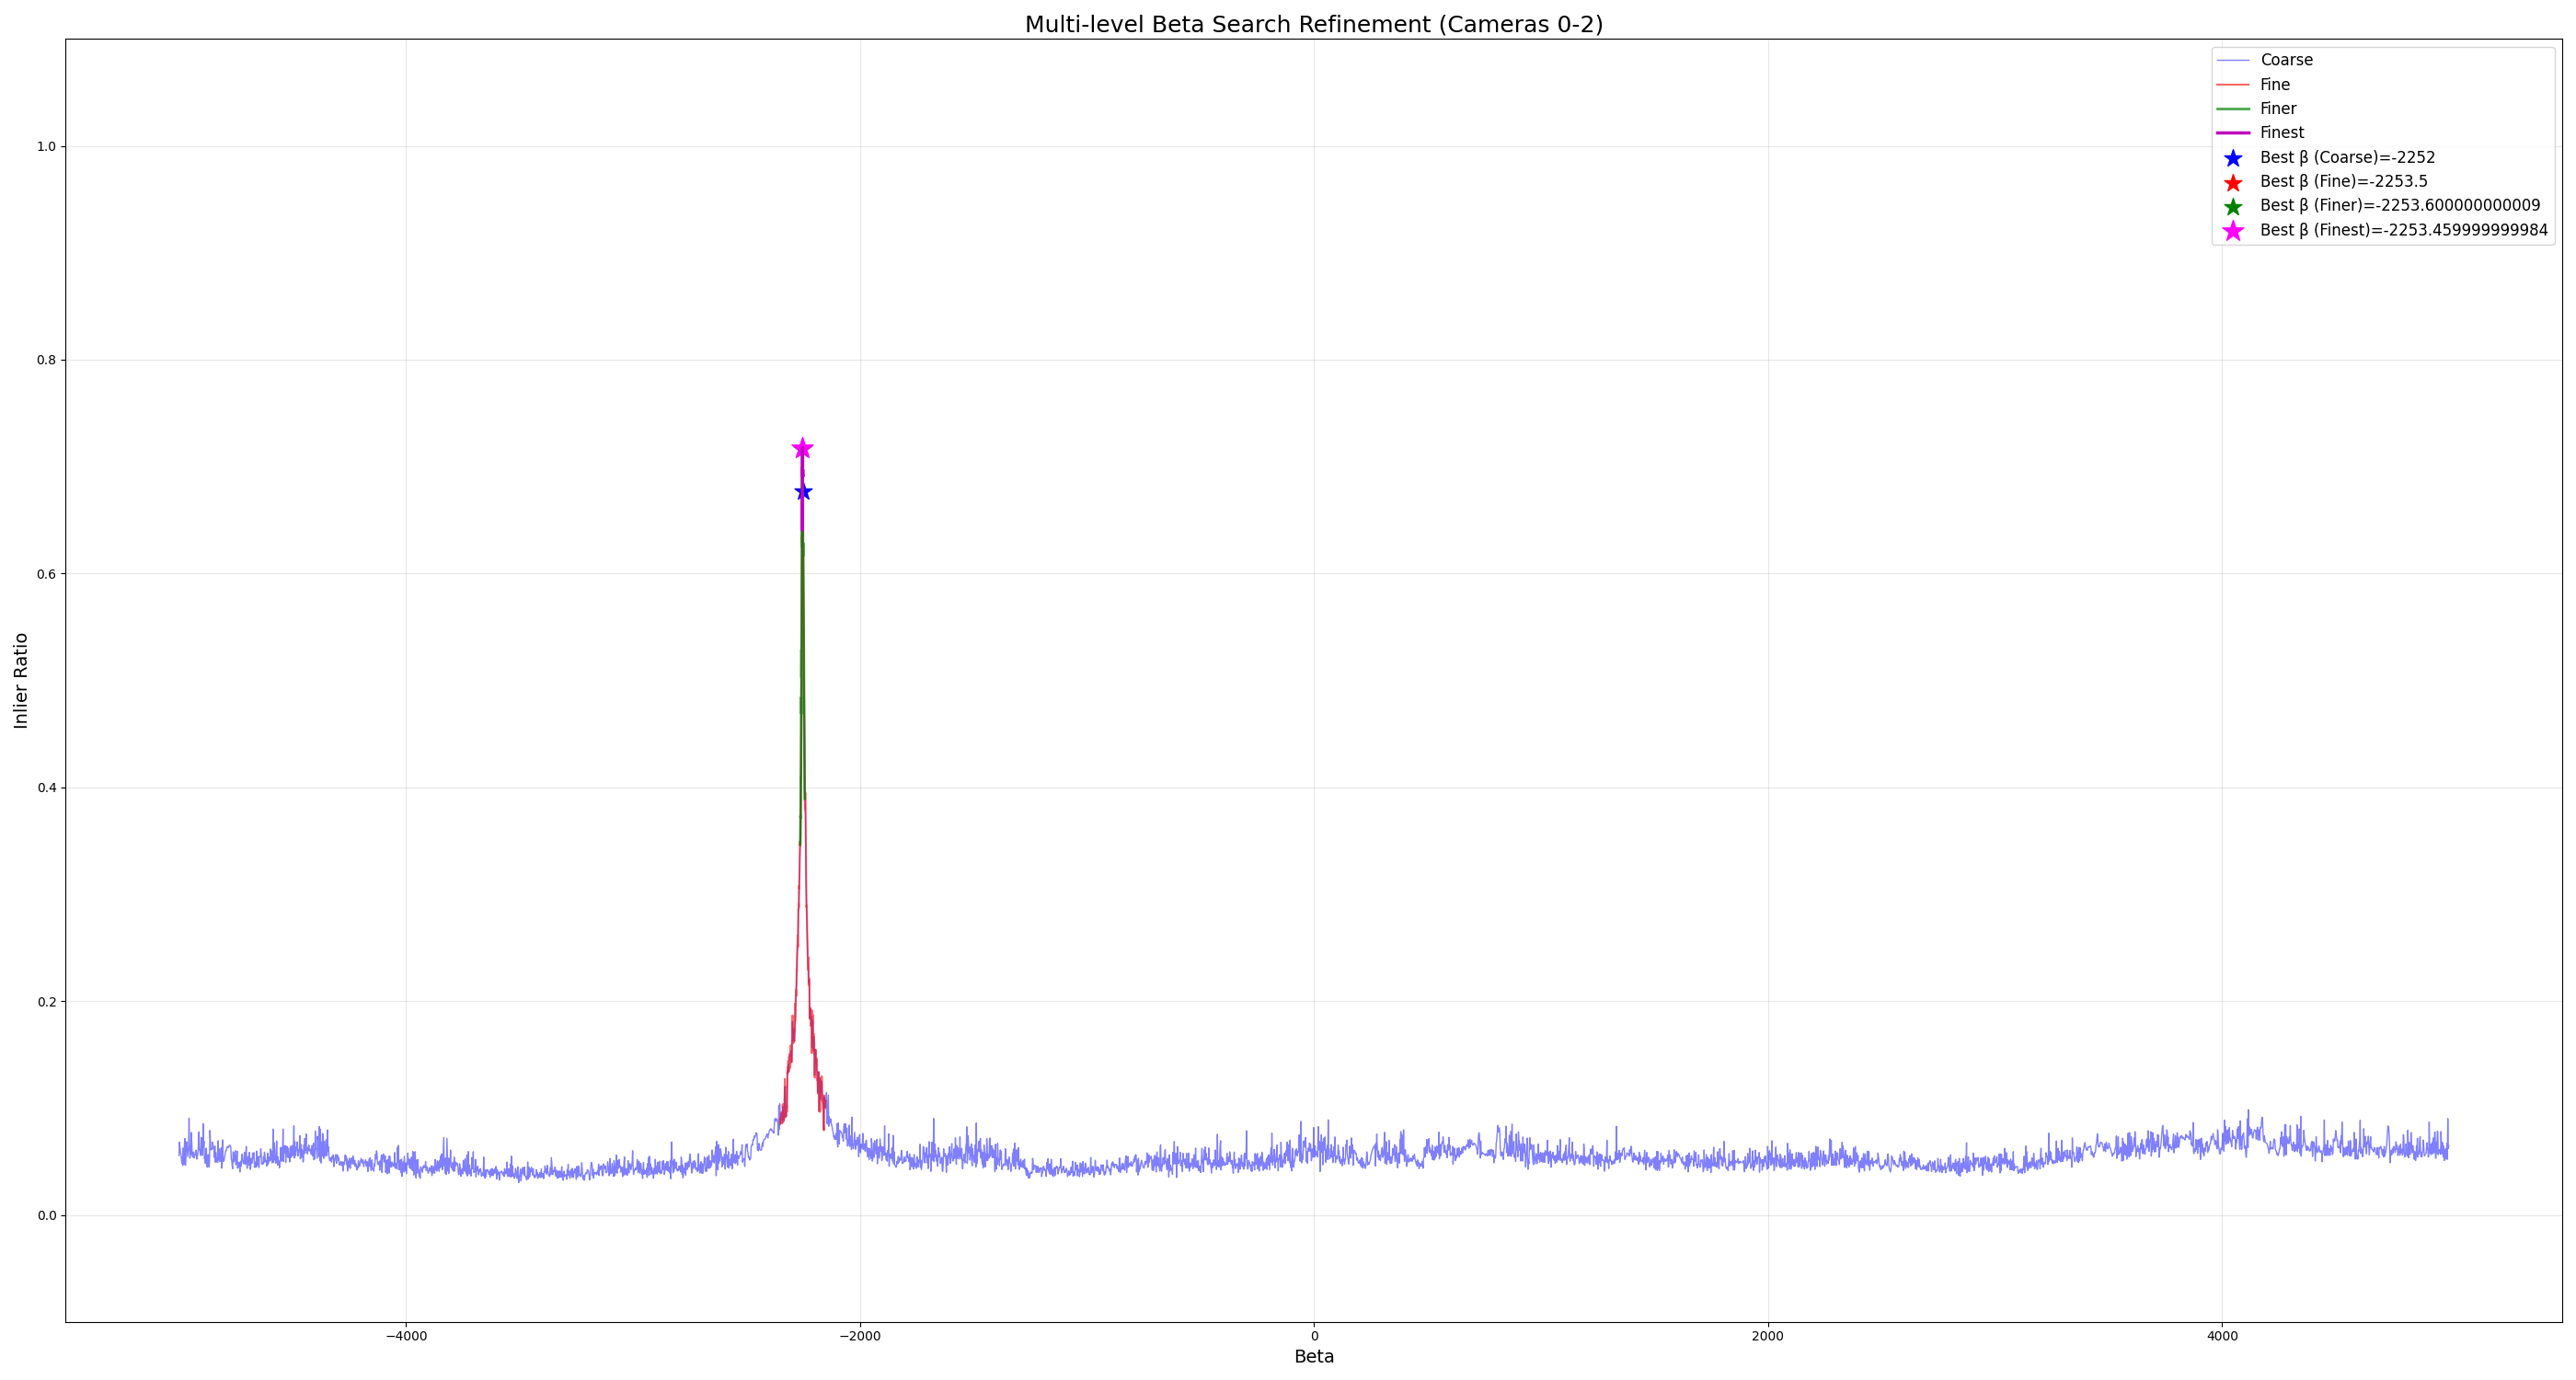 Multi-level Beta Search Refinement (Cameras 0-2)
Coarse
Fine
Finer
Finest
Best β (Coarse)=-2252
Best β (Fine)=-2253.5
Best β (Finer)=-2253.600000000009
Best β (Finest)=-2253.459999999984
Inlier Ratio
1.0
0.8
0.6
0.4
0.2
0.0
−4000
−2000
0
2000
4000
Beta